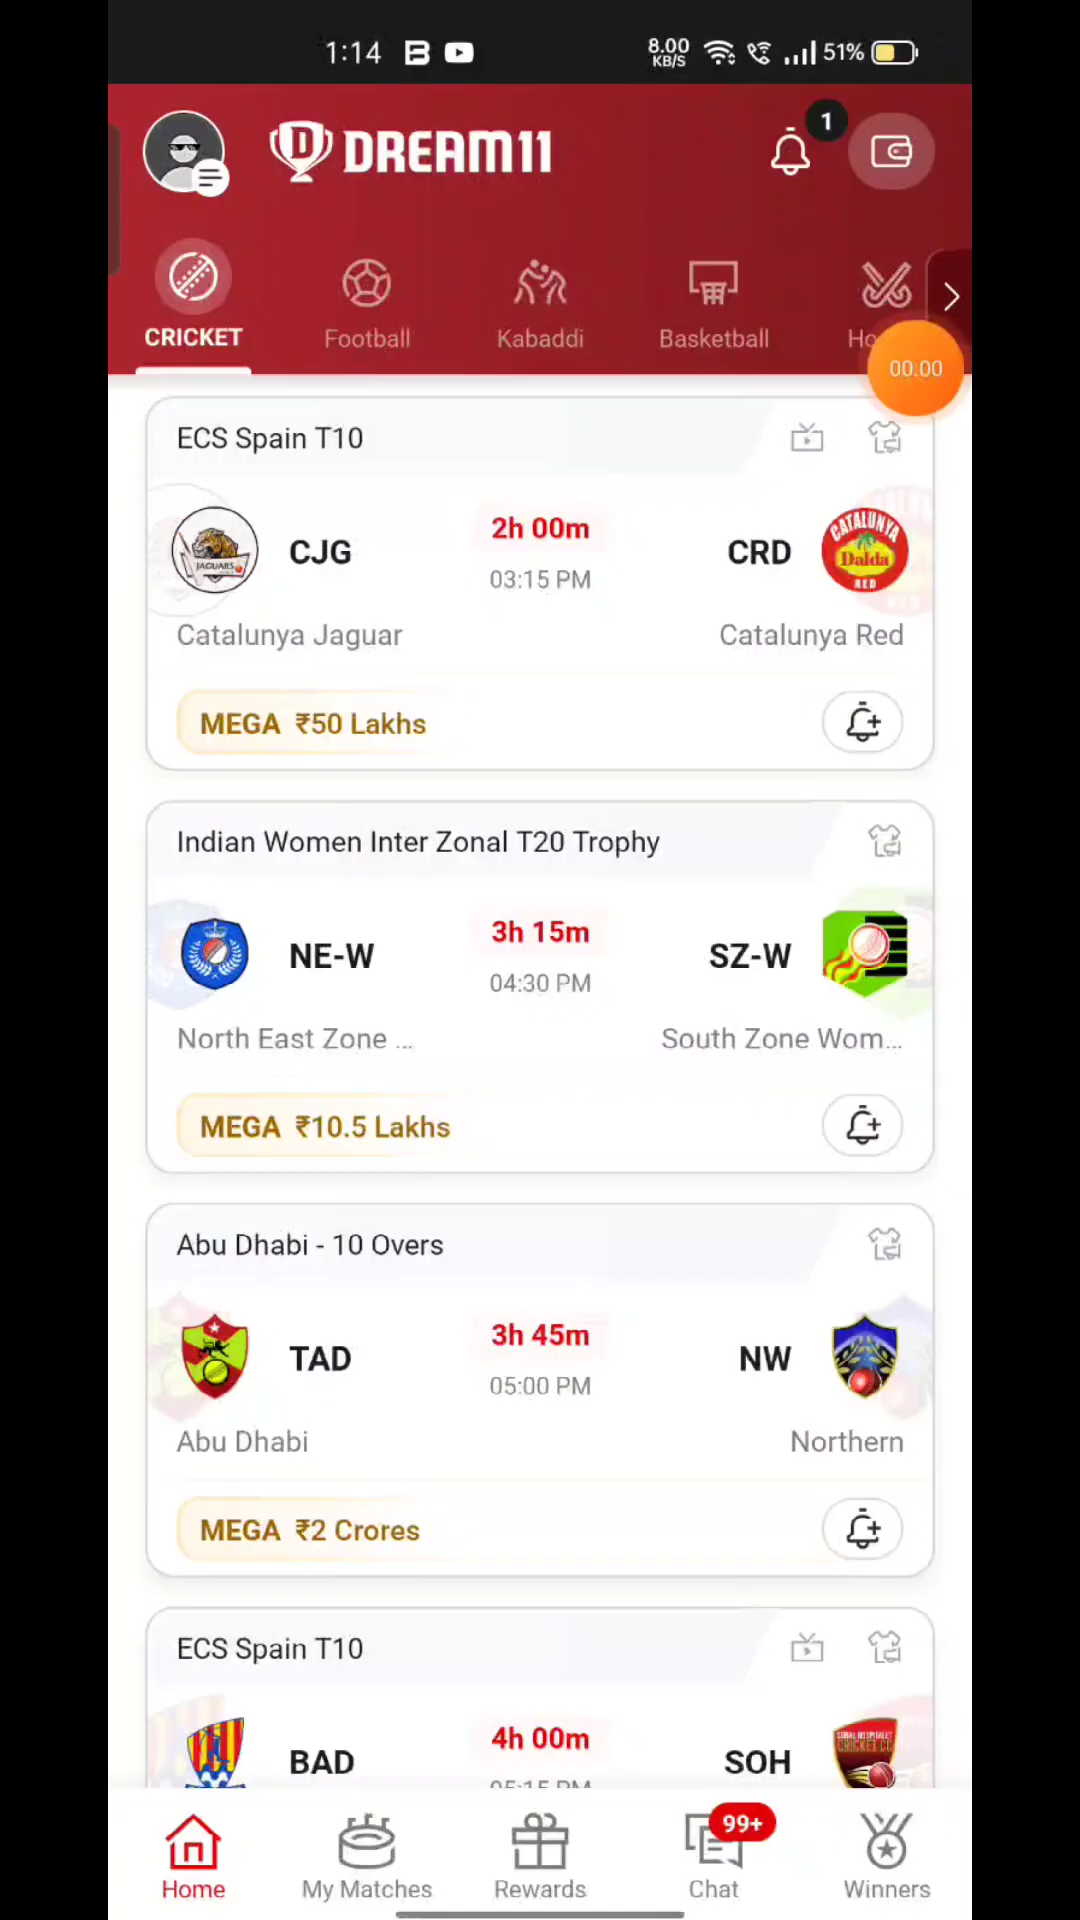 1:14
8.00 KB/S
51%
DREAM11
1
CRICKET
Football
Kabaddi
Basketball
00:00
ECS Spain T10
2h 00m
CJG
CRD
03:15 PM
Catalunya Jaguar
Catalunya Red
MEGA ₹50 Lakhs
Indian Women Inter Zonal T20 Trophy
3h 15m
NE-W
SZ-W
04:30 PM
North East Zone ...
South Zone Wom...
MEGA ₹10.5 Lakhs
Abu Dhabi - 10 Overs
3h 45m
TAD
NW
05:00 PM
Abu Dhabi
Northern
MEGA ₹2 Crores
ECS Spain T10
4h 00m
BAD
SOH
05:15 PM
99+
Home
My Matches
Rewards
Chat
Winners